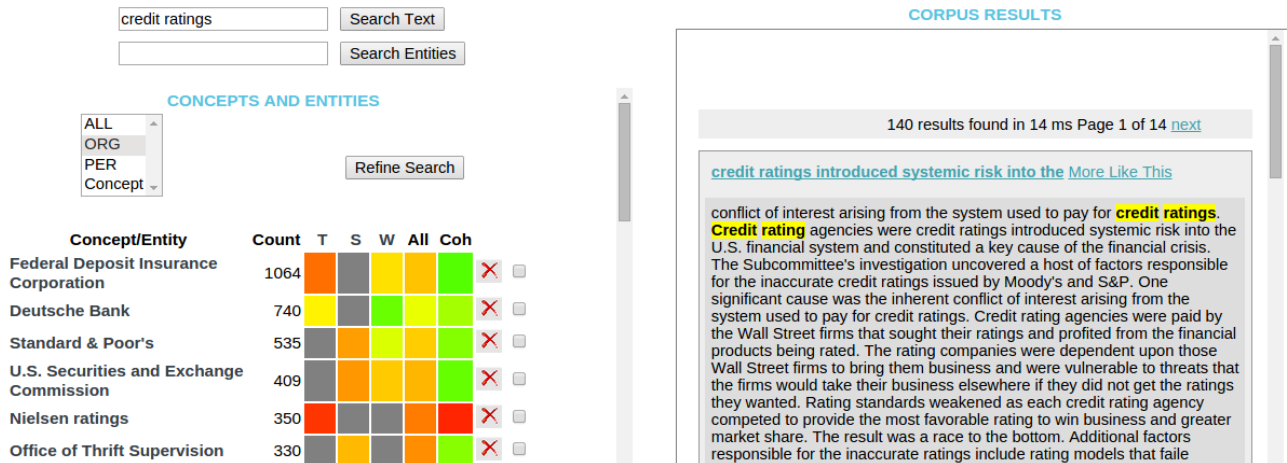 credit ratings
Search Text
Search Entities
CONCEPTS AND ENTITIES
ALL
ORG
PER
Concept
Refine Search
Concept/Entity Count T S W All Coh
Federal Deposit Insurance
Corporation
1064
Deutsche Bank 740
Standard & Poor's 535
U.S. Securities and Exchange
Commission
409
Nielsen ratings 350
Office of Thrift Supervision 330
CORPUS RESULTS
140 results found in 14 ms Page 1 of 14 next
credit ratings introduced systemic risk into the More Like This
conflict of interest arising from the system used to pay for credit ratings.
Credit rating agencies were credit ratings introduced systemic risk into the
U.S. financial system and constituted a key cause of the financial crisis.
The Subcommittee's investigation uncovered a host of factors responsible
for the inaccurate credit ratings issued by Moody's and S&P. One
significant cause was the inherent conflict of interest arising from the
system used to pay for credit ratings. Credit rating agencies were paid by
the Wall Street firms that sought their ratings and profited from the financial
products being rated. The rating companies were dependent upon those
Wall Street firms to bring them business and were vulnerable to threats that
the firms would take their business elsewhere if they did not get the ratings
they wanted. Rating standards weakened as each credit rating agency
competed to provide the most favorable rating to win business and greater
market share. The result was a race to the bottom. Additional factors
responsible for the inaccurate ratings include rating models that faile